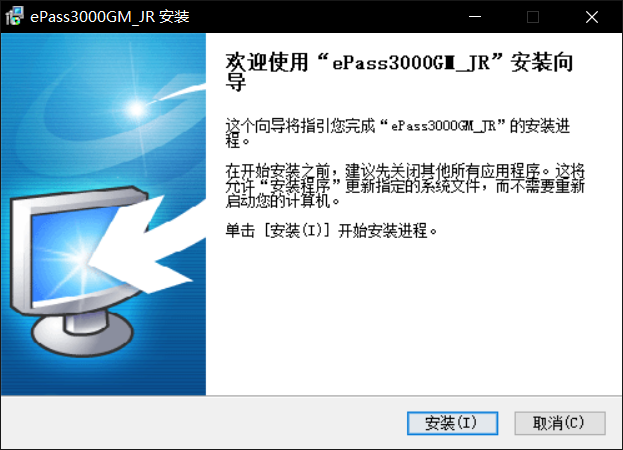 ePass3000GM_JR 安装
欢迎使用“ePass3000GM_JR”安装向
导
这个向导将指引您完成“ePass3000GM_JR”的安装进
程。
在开始安装之前，建议先关闭其他所有应用程序。这将
允许“安装程序”更新指定的系统文件，而不需要重新
启动您的计算机。
单击 [安装(I)] 开始安装进程。
安装(I)
取消(C)